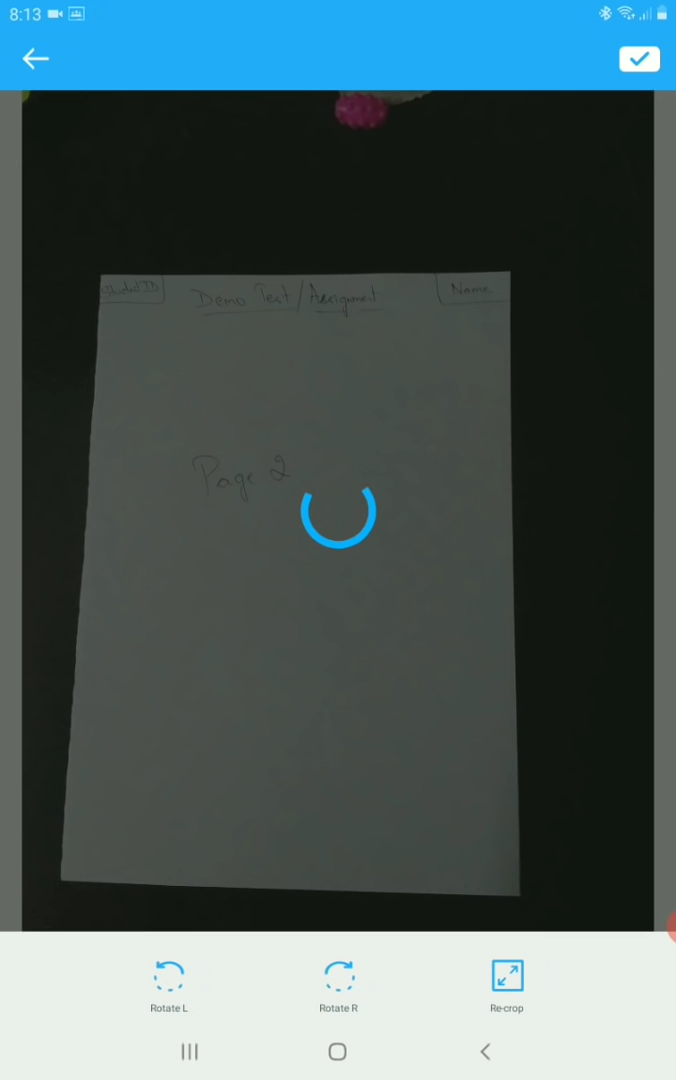 8:13
Student ID
Demo Test / Assignment
Name
Page 2
Rotate L
Rotate R
Re-crop